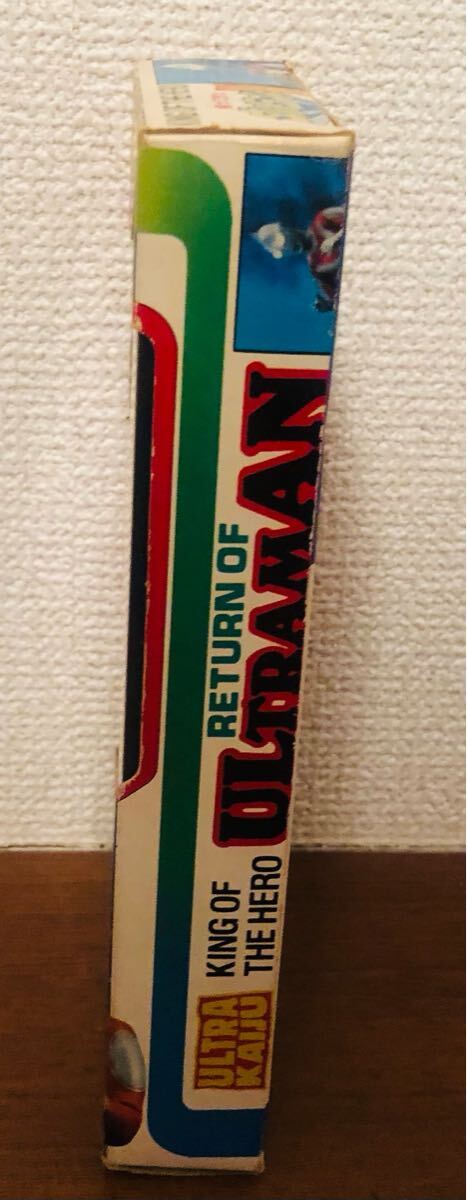 ULTRA
KAIJU
KING OF
THE HERO
RETURN OF
ULTRAMAN